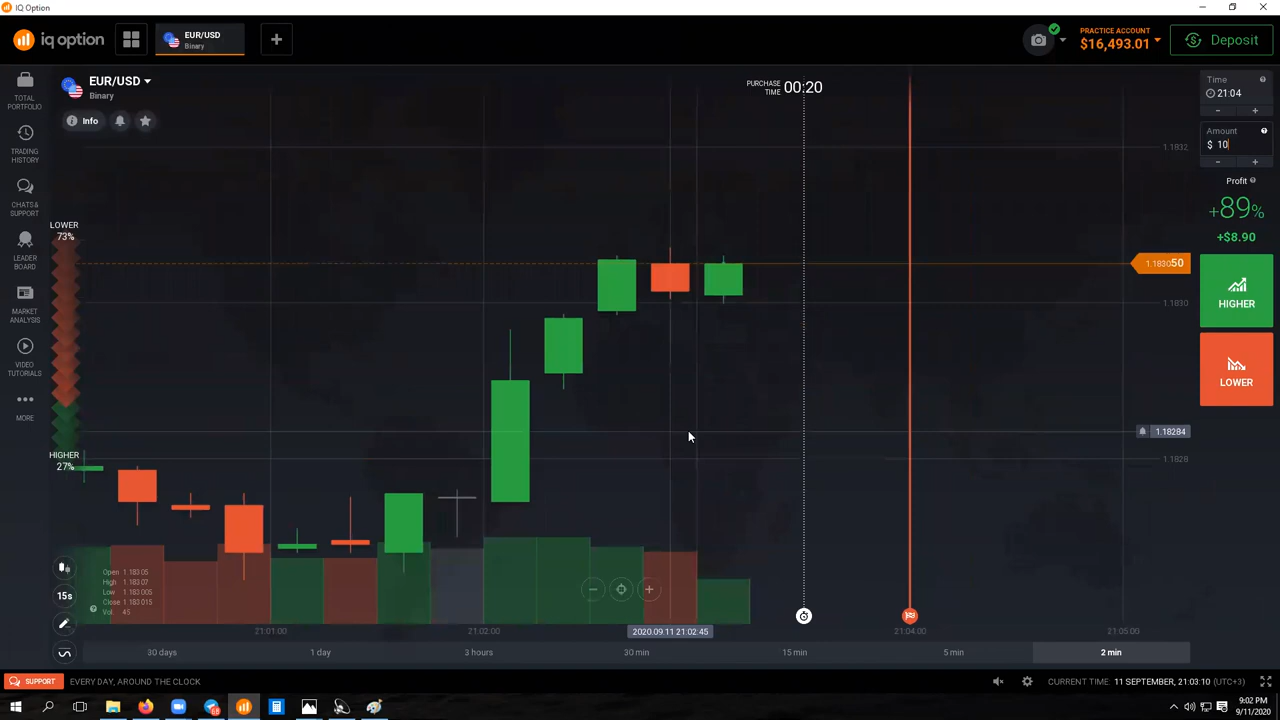 IQ Option
iq option
EUR/USD
Binary
PRACTICE ACCOUNT
$16,493.01
Deposit
TOTAL
PORTFOLIO
TRADING
HISTORY
CHATS &
SUPPORT
LEADER
BOARD
MARKET
ANALYSIS
VIDEO
TUTORIALS
MORE
EUR/USD
Binary
Info
LOWER
73%
HIGHER
27%
PURCHASE
TIME
00:20
1.1832
1.183050
1.1830
1.18284
1.1828
Time
21:04
Amount
$ 10
Profit
+89%
+$8.90
HIGHER
LOWER
15s
Open 1.18305
High 1.18307
Low 1.183005
Close 1.183015
Vol. 45
21:01:00
21:02:00
2020.09.11 21:02:45
21:04:00
21:05:00
30 days
1 day
3 hours
30 min
15 min
5 min
2 min
SUPPORT
EVERY DAY, AROUND THE CLOCK
CURRENT TIME: 11 SEPTEMBER, 21:03:10 (UTC+3)
9:02 PM
9/11/2020